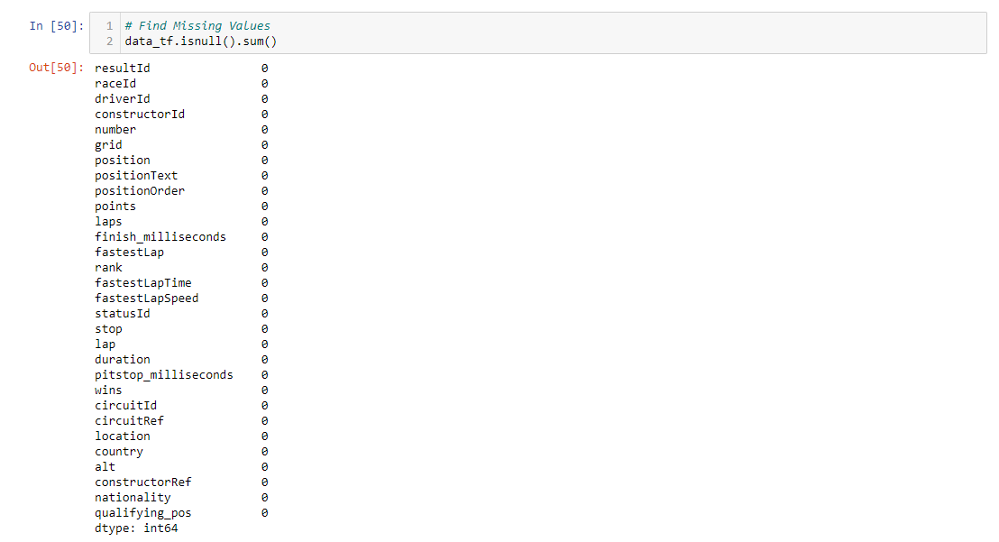 In [50]:
1 # Find Missing Values
2 data_tf.isnull().sum()
Out[50]:
resultId 0
raceId 0
driverId 0
constructorId 0
number 0
grid 0
position 0
positionText 0
positionOrder 0
points 0
laps 0
finish_milliseconds 0
fastestLap 0
rank 0
fastestLapTime 0
fastestLapSpeed 0
statusId 0
stop 0
lap 0
duration 0
pitstop_milliseconds 0
wins 0
circuitId 0
circuitRef 0
location 0
country 0
alt 0
constructorRef 0
nationality 0
qualifying_pos 0
dtype: int64